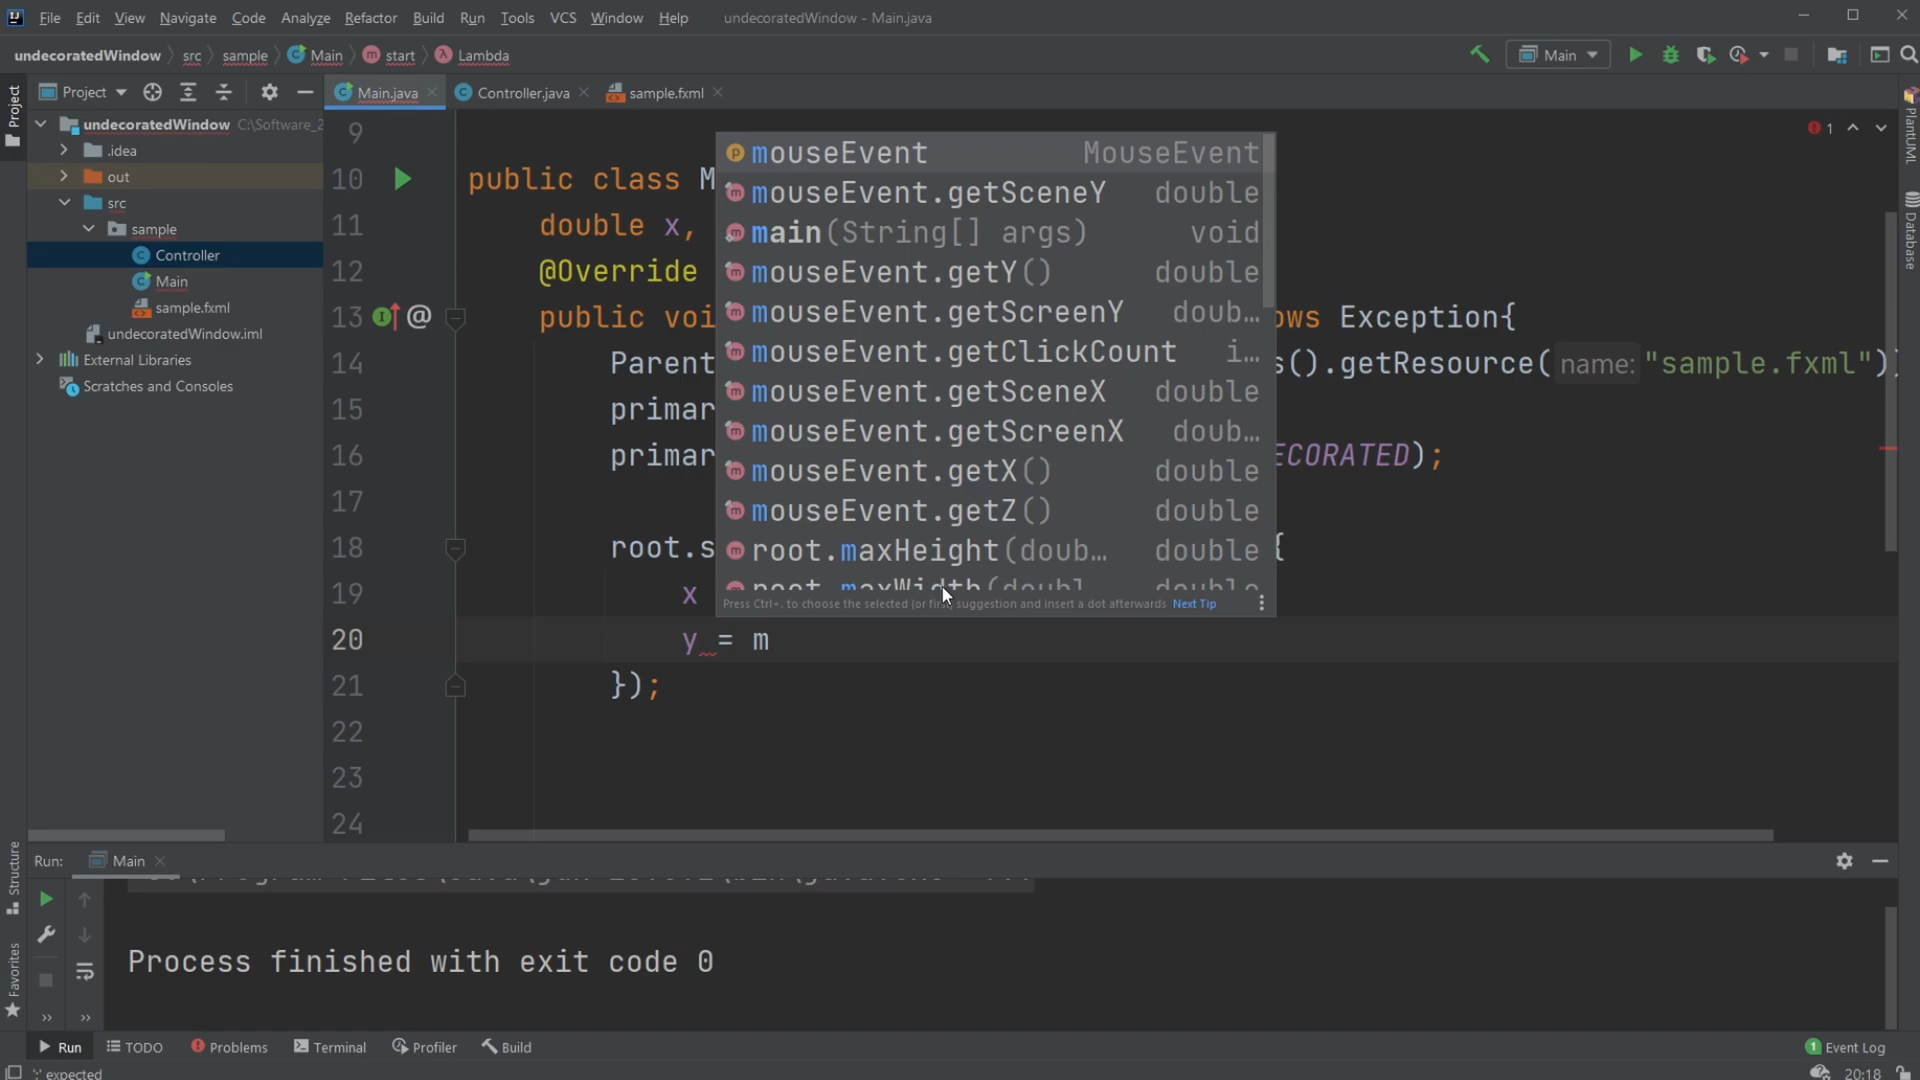 File Edit View Navigate Code Analyze Refactor Build Run Tools VCS Window Help undecoratedWindow - Main.java
undecoratedWindow src sample Main start Lambda Main
Project Main.java Controller.java sample.fxml
Project
undecoratedWindow C:\Software_2
.idea
out
src
sample
Controller
Main
sample.fxml
undecoratedWindow.iml
External Libraries
Scratches and Consoles
1
PlantUML
Database
9
10 public class M
11 double x,
12 @Override
13 public voi ows Exception{
14 Parent s().getResource( name: "sample.fxml")
15 primar
16 primar ECORATED);
17
18 root.s {
19 x
20 y = m
21 });
22
23
24
mouseEvent MouseEvent
mouseEvent.getSceneY double
main(String[] args) void
mouseEvent.getY() double
mouseEvent.getScreenY doub…
mouseEvent.getClickCount i…
mouseEvent.getSceneX double
mouseEvent.getScreenX doub…
mouseEvent.getX() double
mouseEvent.getZ() double
root.maxHeight(doub… double
root.maxWidth(doubl double
Press Ctrl+. to choose the selected (or first) suggestion and insert a dot afterwards Next Tip
Structure
Favorites
Run: Main
Process finished with exit code 0
Run TODO Problems Terminal Profiler Build 1 Event Log
';' expected 20:18